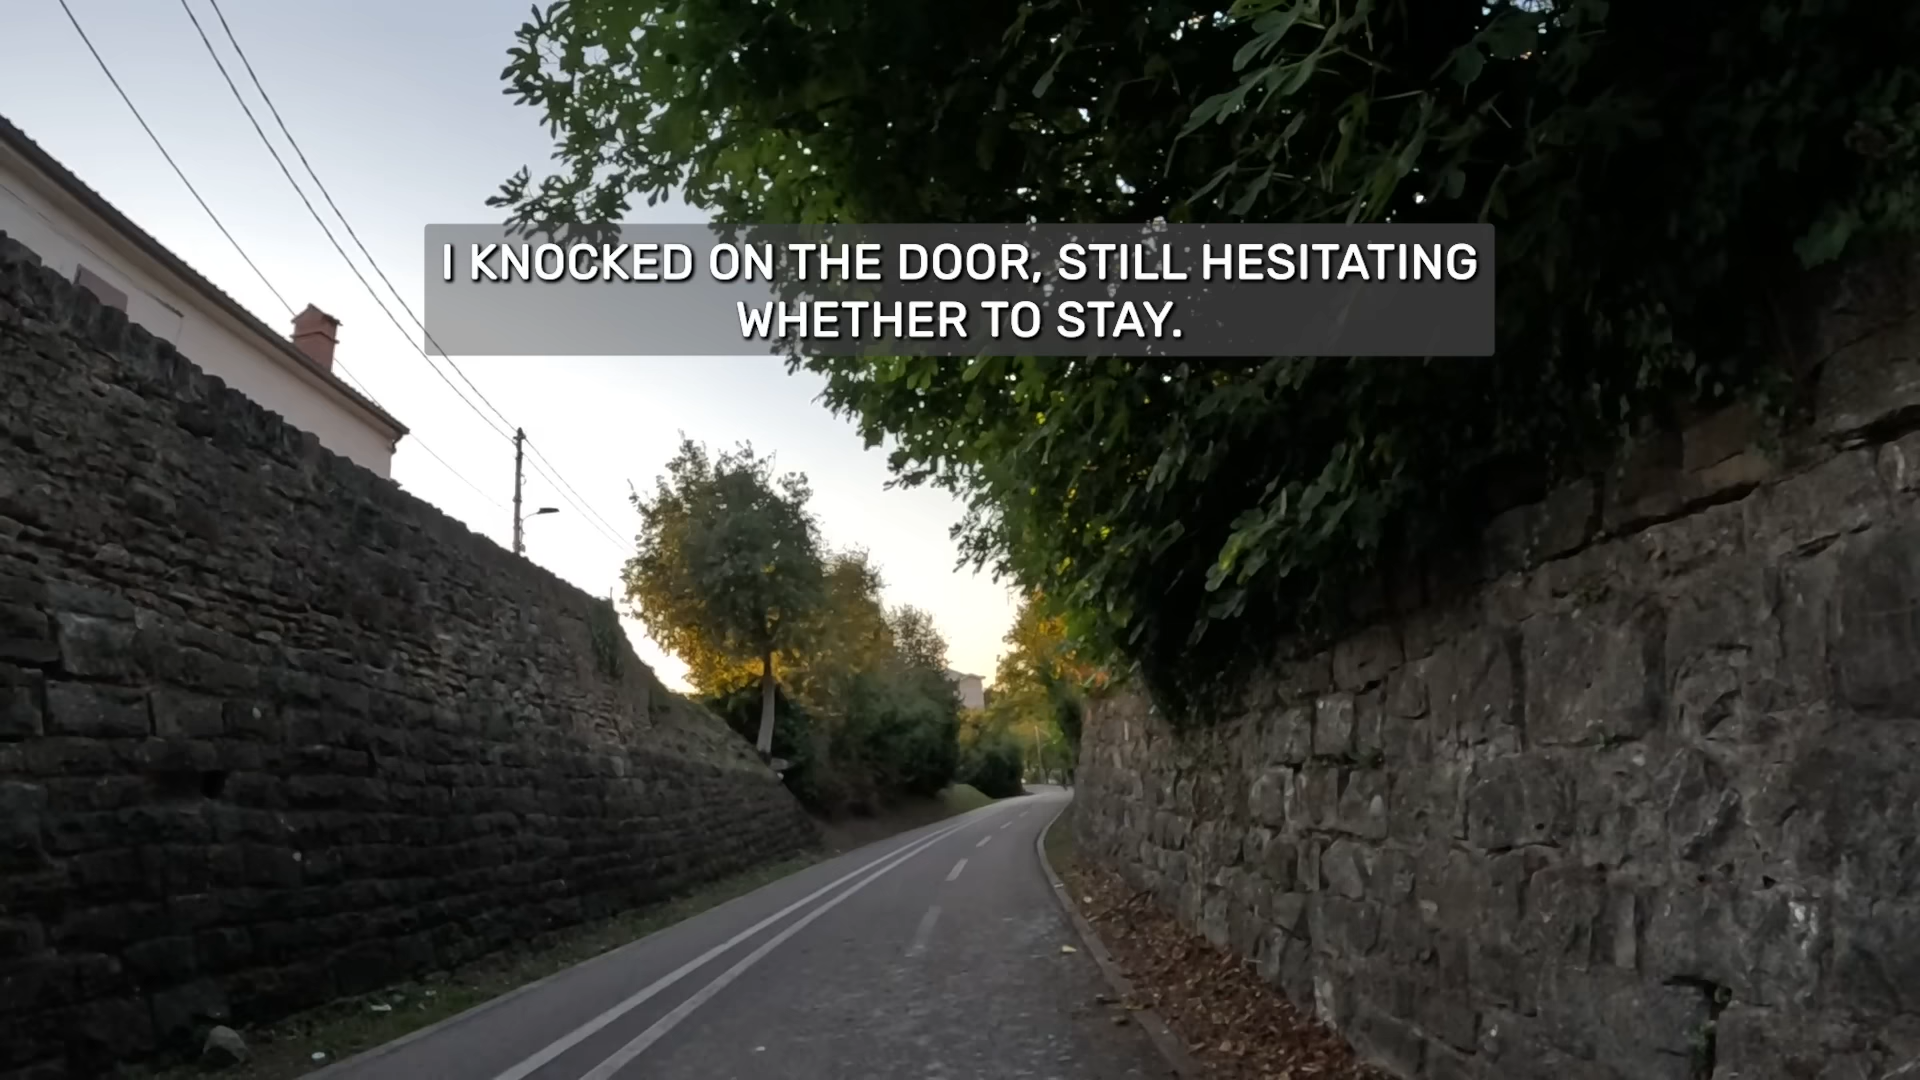 I KNOCKED ON THE DOOR, STILL HESITATING
WHETHER TO STAY.